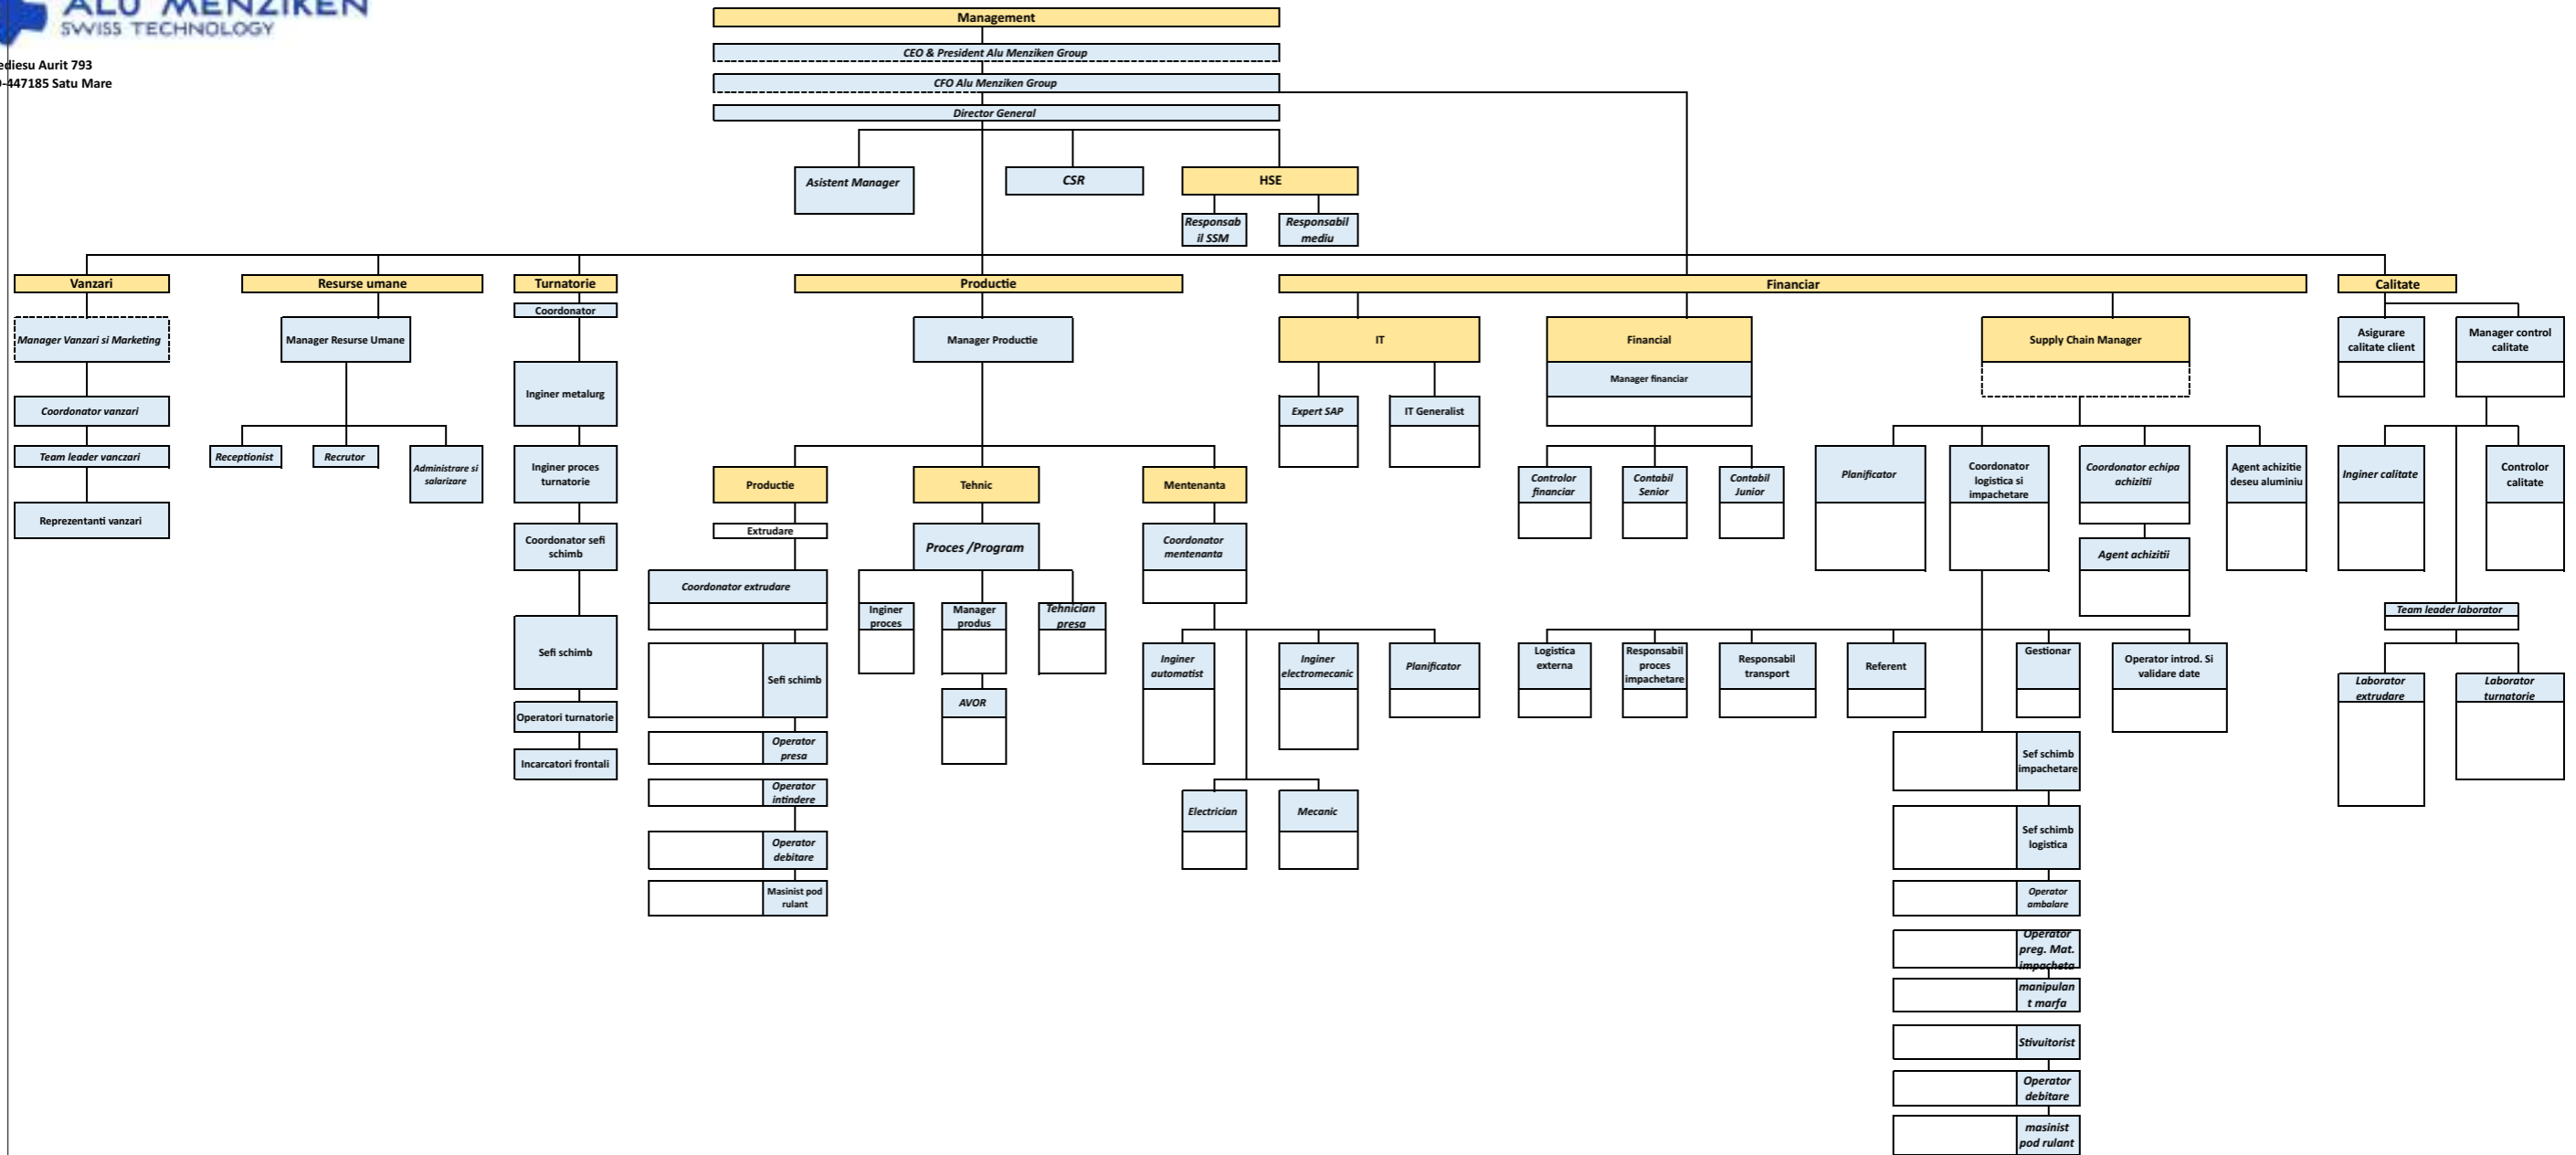 ALU MENZIKEN
SWISS TECHNOLOGY
ediesu Aurit 793
-447185 Satu Mare
Management
CEO & President Alu Menziken Group
CFO Alu Menziken Group
Director General
Asistent Manager
CSR
HSE
Responsab
il SSM
Responsabil
mediu
Vanzari
Resurse umane
Turnatorie
Productie
Financiar
Calitate
Manager Vanzari si Marketing
Coordonator vanzari
Team leader vanczari
Reprezentanti vanzari
Manager Resurse Umane
Receptionist
Recrutor
Administrare si
salarizare
Coordonator
Inginer metalurg
Inginer proces
turnatorie
Coordonator sefi
schimb
Sefi schimb
Operatori turnatorie
Incarcatori frontali
Manager Productie
Productie
Tehnic
Mentenanta
Extrudare
Coordonator extrudare
Sefi schimb
Operator
presa
Operator
intindere
Operator
debitare
Masinist pod
rulant
Proces /Program
Inginer
proces
Manager
produs
Tehnician
presa
AVOR
Coordonator
mentenanta
Inginer
automatist
Inginer
electromecanic
Planificator
Electrician
Mecanic
IT
Expert SAP
IT Generalist
Financial
Manager financiar
Controlor
financiar
Contabil
Senior
Contabil
Junior
Supply Chain Manager
Planificator
Coordonator
logistica si
impachetare
Coordonator echipa
achizitii
Agent achizitie
deseu aluminiu
Agent achizitii
Logistica
externa
Responsabil
proces
impachetare
Responsabil
transport
Referent
Gestionar
Operator introd. Si
validare date
Sef schimb
impachetare
Sef schimb
logistica
Operator
ambalare
Operator
preg. Mat.
impacheta
manipulan
t marfa
Stivuitorist
Operator
debitare
masinist
pod rulant
Asigurare
calitate client
Manager control
calitate
Inginer calitate
Controlor
calitate
Team leader laborator
Laborator
extrudare
Laborator
turnatorie